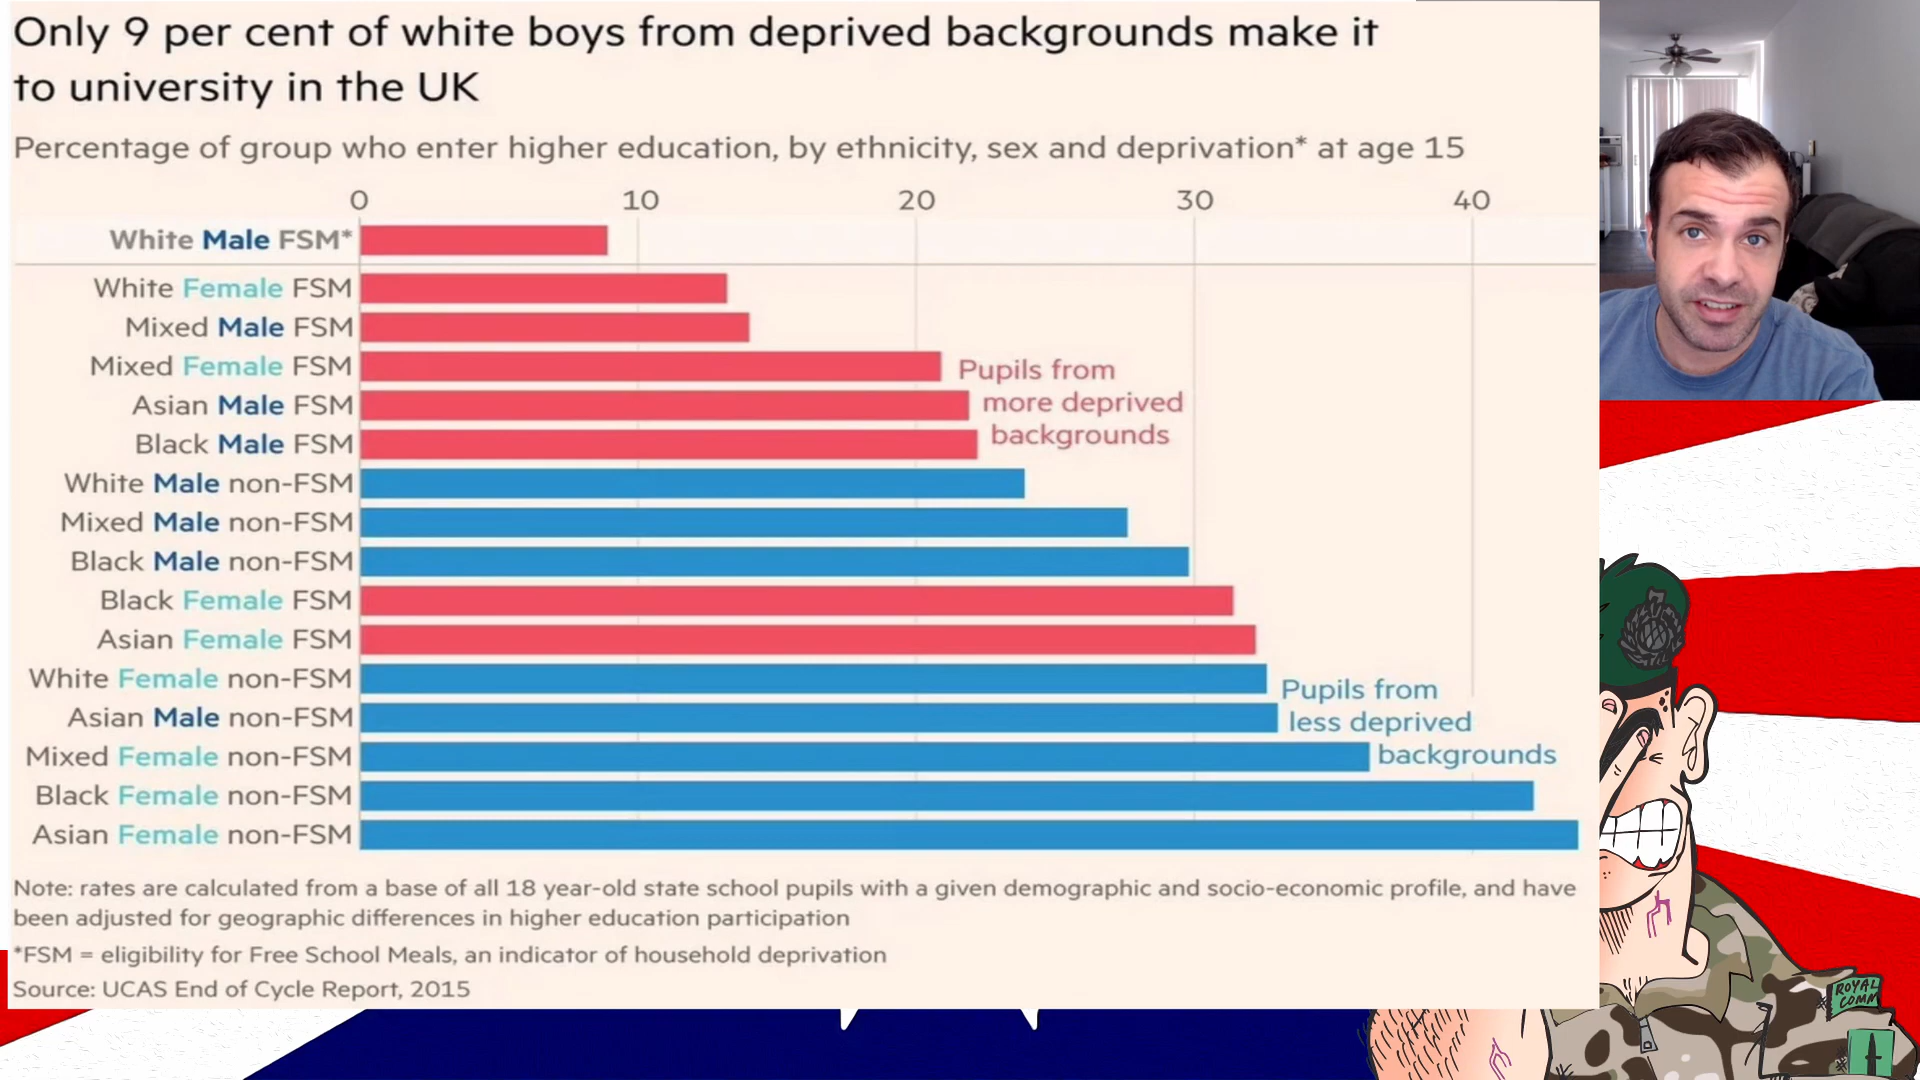 Only 9 per cent of white boys from deprived backgrounds make it
to university in the UK
Percentage of group who enter higher education, by ethnicity, sex and deprivation* at age 15
0 10 20 30 40
White Male FSM*
White Female FSM
Mixed Male FSM
Mixed Female FSM
Asian Male FSM
Black Male FSM
Pupils from
more deprived
backgrounds
White Male non-FSM
Mixed Male non-FSM
Black Male non-FSM
Black Female FSM
Asian Female FSM
White Female non-FSM
Asian Male non-FSM
Mixed Female non-FSM
Pupils from
less deprived
backgrounds
Black Female non-FSM
Asian Female non-FSM
Note: rates are calculated from a base of all 18 year-old state school pupils with a given demographic and socio-economic profile, and have
been adjusted for geographic differences in higher education participation
*FSM = eligibility for Free School Meals, an indicator of household deprivation
Source: UCAS End of Cycle Report, 2015
ROYAL
COMM